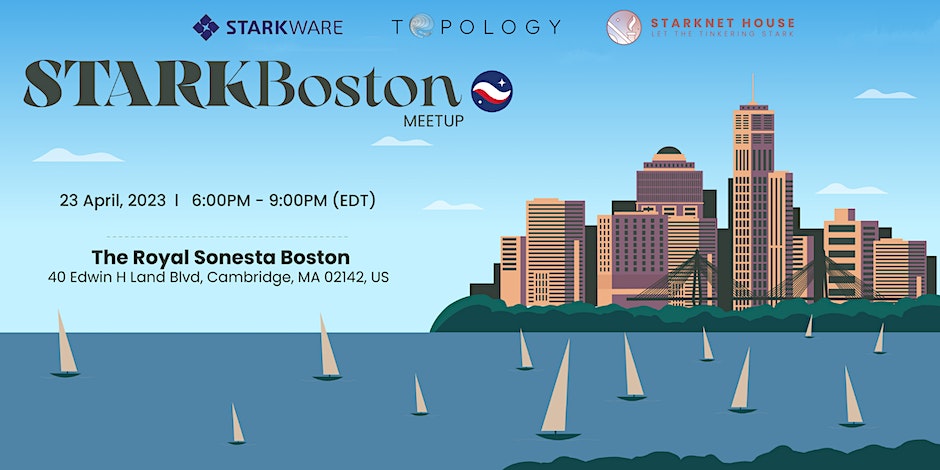 STARKWARE
TOPOLOGY
STARKNET HOUSE
LET THE TINKERING STARK
STARKBoston
MEETUP
23 April, 2023 | 6:00PM - 9:00PM (EDT)
The Royal Sonesta Boston
40 Edwin H Land Blvd, Cambridge, MA 02142, US